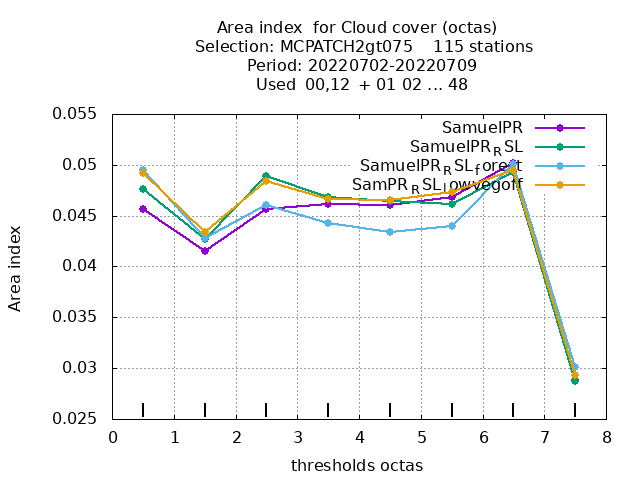 Area index  for Cloud cover (octas)
Selection: MCPATCH2gt075    115 stations
Period: 20220702-20220709
Used  00,12  + 01 02 ... 48
SamuelPR
SamuelPR_RSL
SamuelPR_RSL_forest
SamPR_RSL_lowvegoff
0.055
0.05
0.045
0.04
0.035
0.03
0.025
Area index
0 1 2 3 4 5 6 7 8
thresholds octas